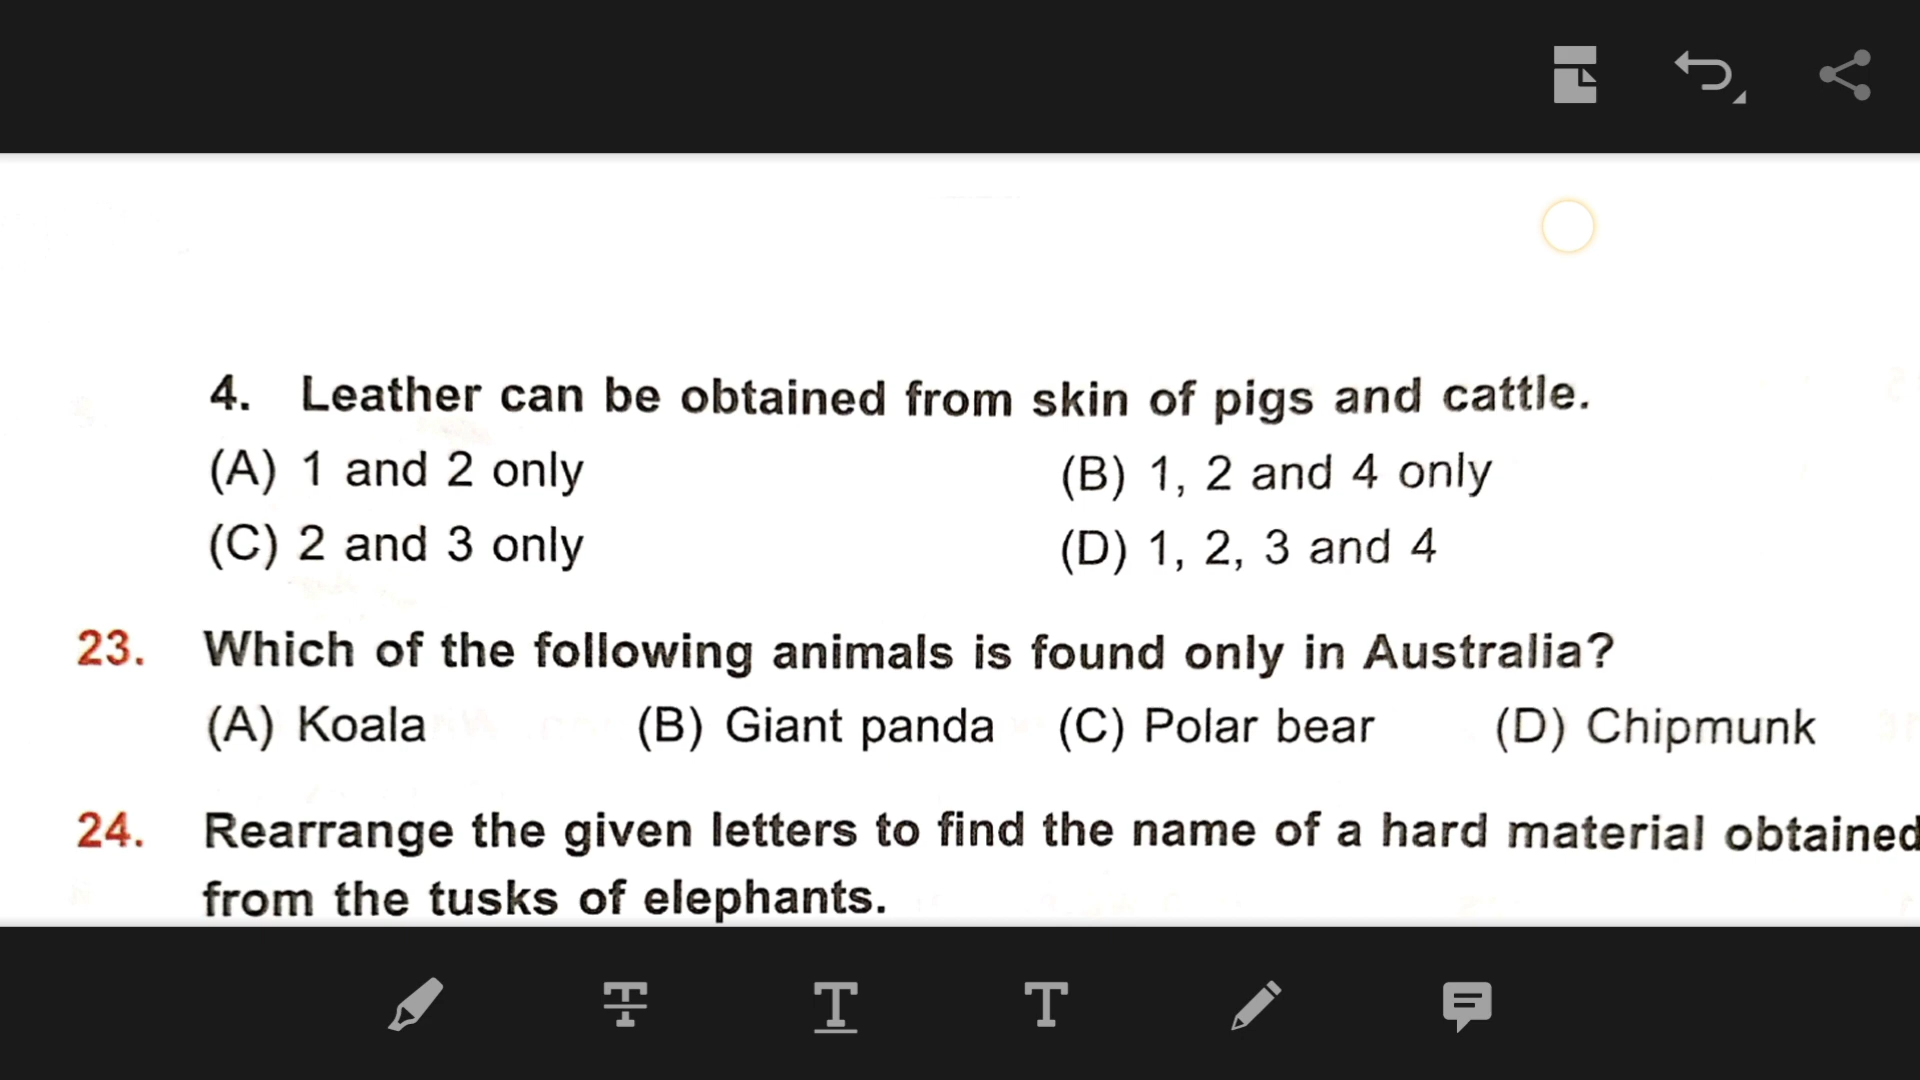 4. Leather can be obtained from skin of pigs and cattle.
(A) 1 and 2 only (B) 1, 2 and 4 only
(C) 2 and 3 only (D) 1, 2, 3 and 4
23. Which of the following animals is found only in Australia?
(A) Koala (B) Giant panda (C) Polar bear (D) Chipmunk
24. Rearrange the given letters to find the name of a hard material obtained
from the tusks of elephants.